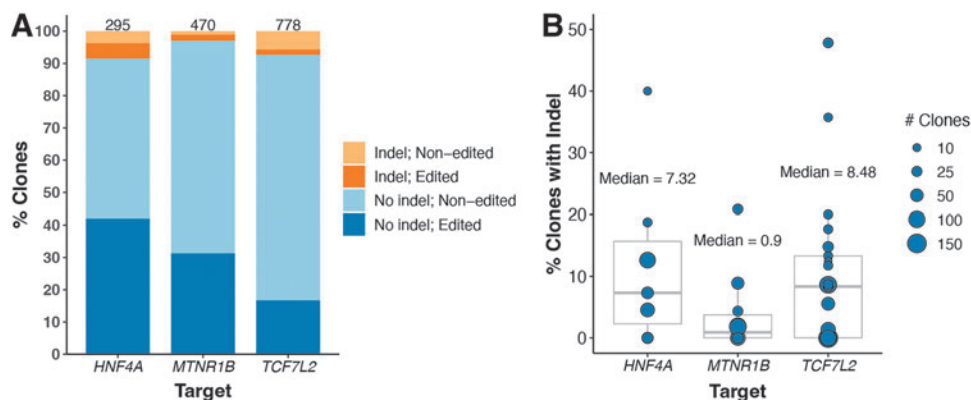 A
295 470 778
100
90
80
70
60
50
40
30
20
10
0
% Clones
HNF4A MTNR1B TCF7L2
Target
Indel; Non−edited
Indel; Edited
No indel; Non−edited
No indel; Edited
B
50
40
30
20
10
0
% Clones with Indel
Median = 7.32
Median = 0.9
Median = 8.48
HNF4A MTNR1B TCF7L2
Target
# Clones
10
25
50
100
150